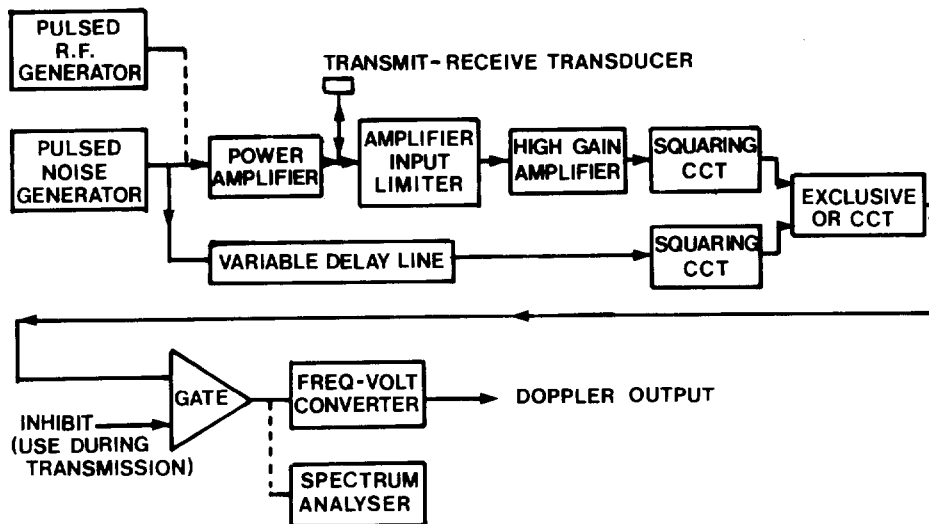 PULSED
R.F.
GENERATOR
TRANSMIT-RECEIVE TRANSDUCER
PULSED
NOISE
GENERATOR
POWER
AMPLIFIER
AMPLIFIER
INPUT
LIMITER
HIGH GAIN
AMPLIFIER
SQUARING
CCT
EXCLUSIVE
OR CCT
VARIABLE DELAY LINE
SQUARING
CCT
GATE
INHIBIT
(USE DURING
TRANSMISSION)
FREQ-VOLT
CONVERTER
DOPPLER OUTPUT
SPECTRUM
ANALYSER